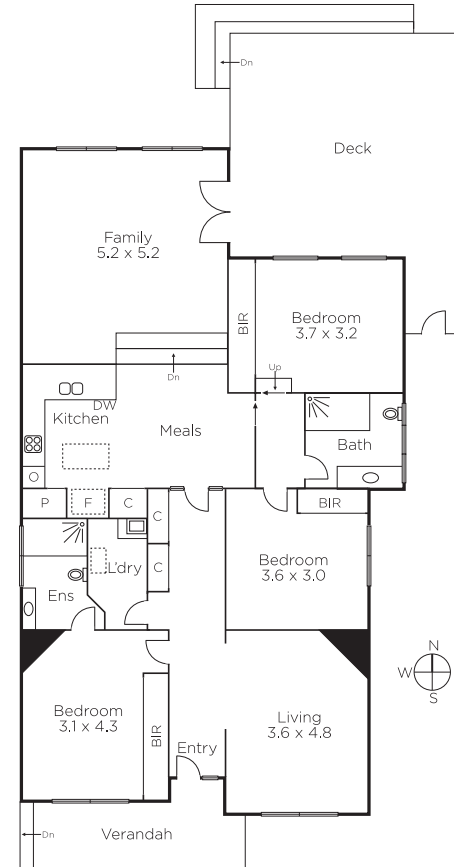 Dn
Deck
Family
5.2 x 5.2
BIR
Bedroom
3.7 x 3.2
Up
Dn
DW
Kitchen
Meals
Bath
O
P
F
C
C
BIR
L'dry
C
Bedroom
3.6 x 3.0
Ens
N
W
E
S
Bedroom
3.1 x 4.3
BIR
Living
3.6 x 4.8
Entry
Dn
Verandah